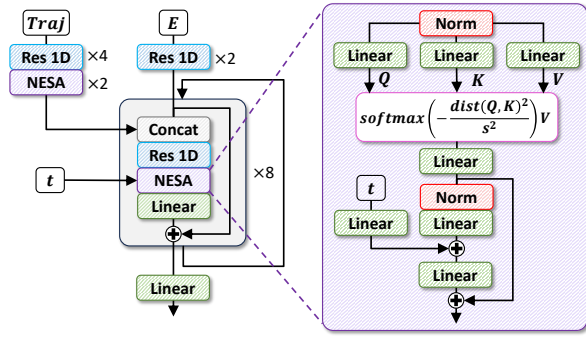 Traj
Res 1D ×4
NESA ×2
E
Res 1D ×2
Concat
Res 1D
NESA
Linear
×8
t
Linear
Norm
Linear Linear Linear
Q K V
softmax(-dist(Q, K)²/s²)V
Linear
t
Norm
Linear Linear
Linear